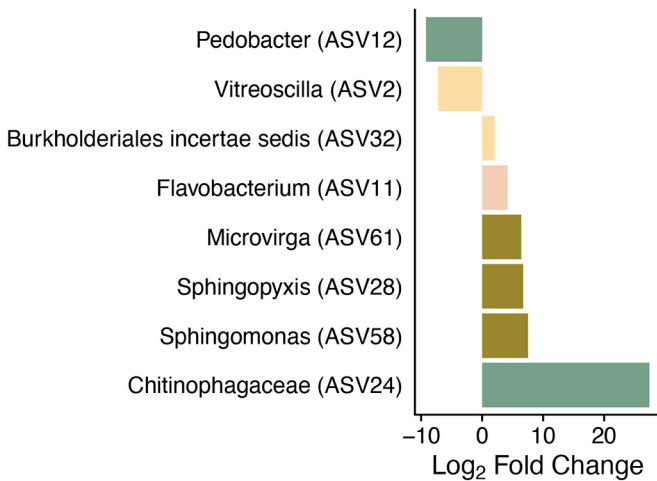 Pedobacter (ASV12)
Vitreoscilla (ASV2)
Burkholderiales incertae sedis (ASV32)
Flavobacterium (ASV11)
Microvirga (ASV61)
Sphingopyxis (ASV28)
Sphingomonas (ASV58)
Chitinophagaceae (ASV24)
−10 0 10 20
Log₂ Fold Change